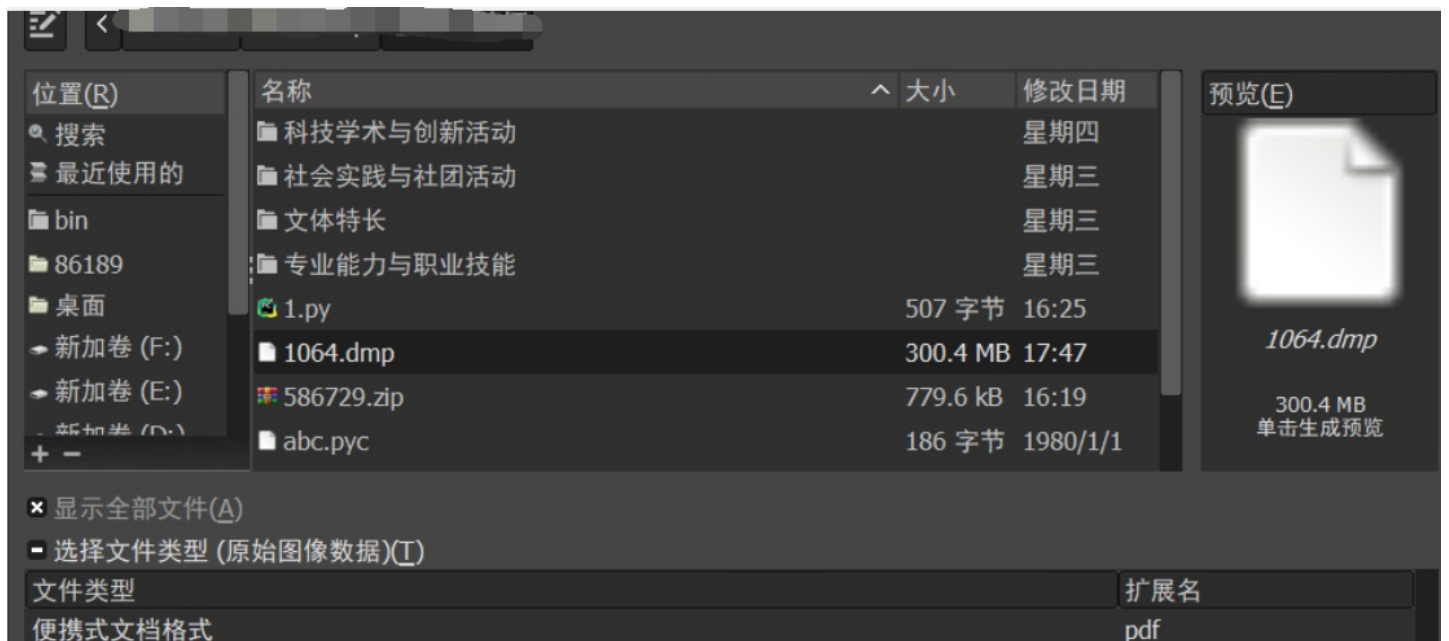 位置(R)
搜索
最近使用的
bin
86189
桌面
新加卷 (F:)
新加卷 (E:)
新加卷 (D:)
名称 大小 修改日期
科技学术与创新活动 星期四
社会实践与社团活动 星期三
文体特长 星期三
专业能力与职业技能 星期三
1.py 507 字节 16:25
1064.dmp 300.4 MB 17:47
586729.zip 779.6 kB 16:19
abc.pyc 186 字节 1980/1/1
预览(E)
1064.dmp
300.4 MB
单击生成预览
显示全部文件(A)
选择文件类型 (原始图像数据)(T)
文件类型 扩展名
便携式文档格式 pdf